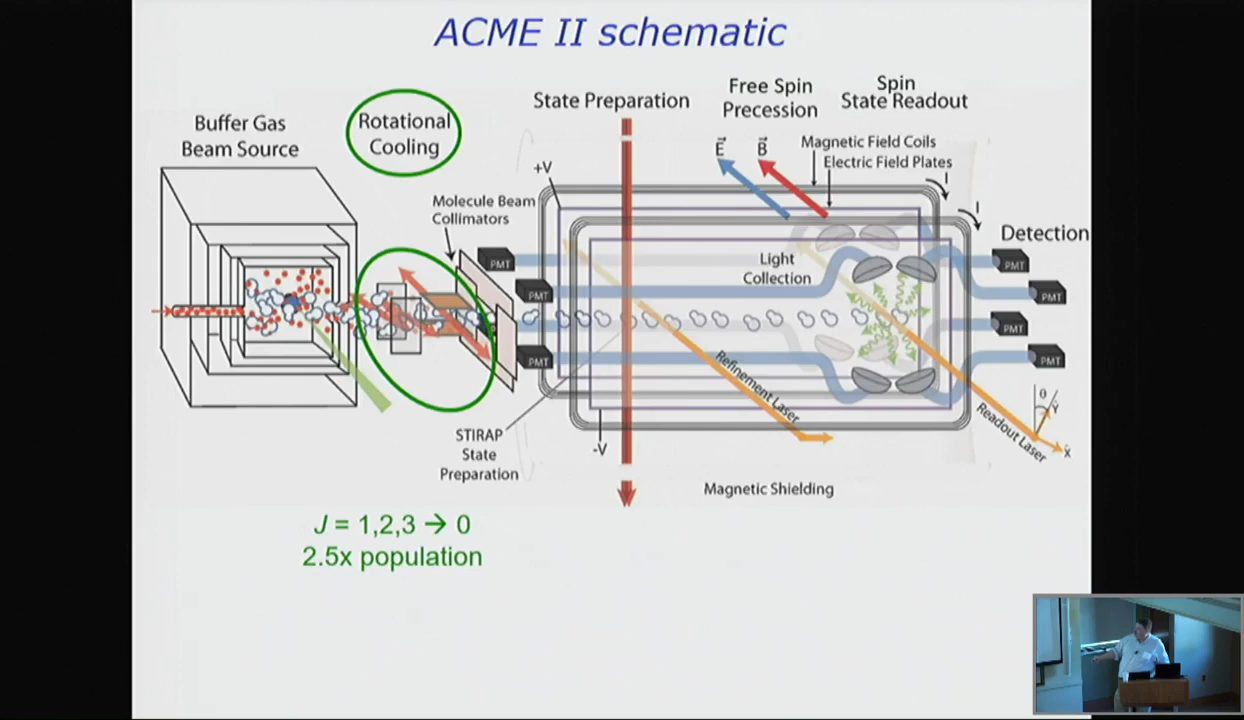 ACME II schematic
Buffer Gas
Beam Source
Rotational
Cooling
State Preparation
Free Spin
Precession
Spin
State Readout
E
B
Magnetic Field Coils
Electric Field Plates
+V
I
I
Molecule Beam
Collimators
Detection
PMT
PMT
PMT
PMT
PMT
PMT
PMT
Light
Collection
Refinement Laser
Readout Laser
θ
Y
X
STIRAP
State
Preparation
-V
Magnetic Shielding
J = 1,2,3 → 0
2.5x population